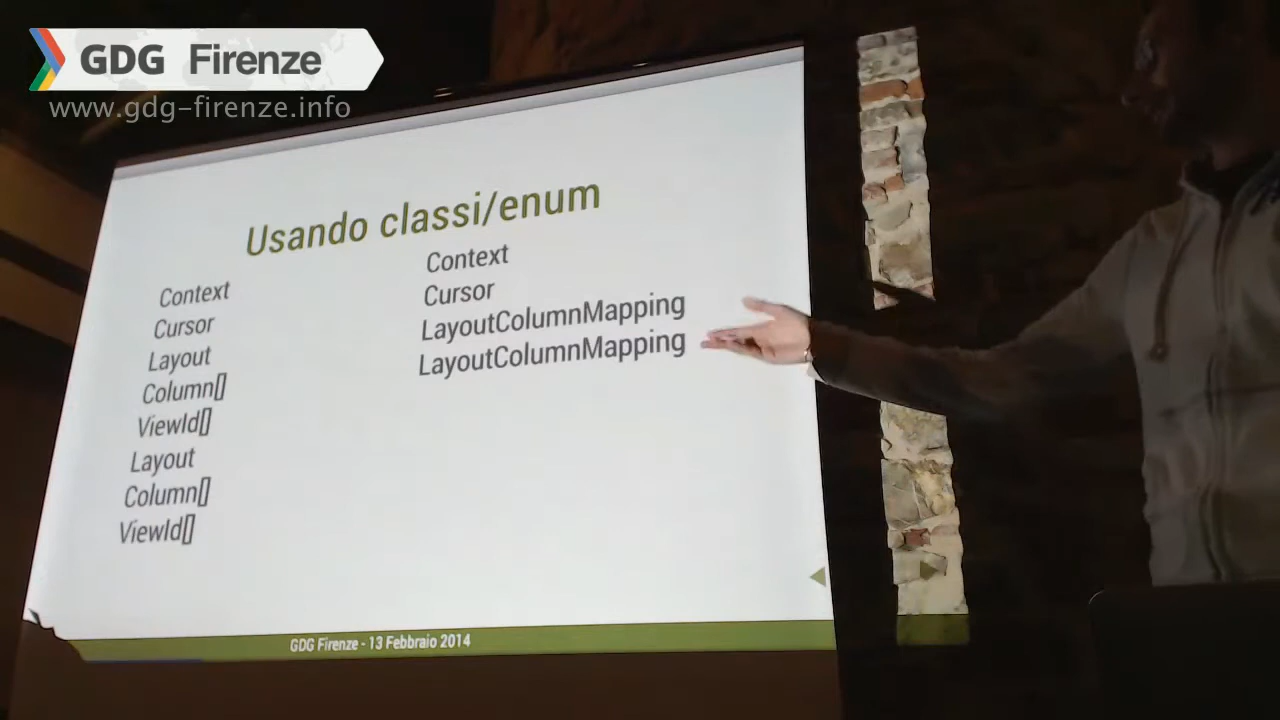 GDG Firenze
www.gdg-firenze.info
Usando classi/enum
Context
Cursor
Layout
Column[]
ViewId[]
Layout
Column[]
ViewId[]
Context
Cursor
LayoutColumnMapping
LayoutColumnMapping
GDG Firenze - 13 Febbraio 2014